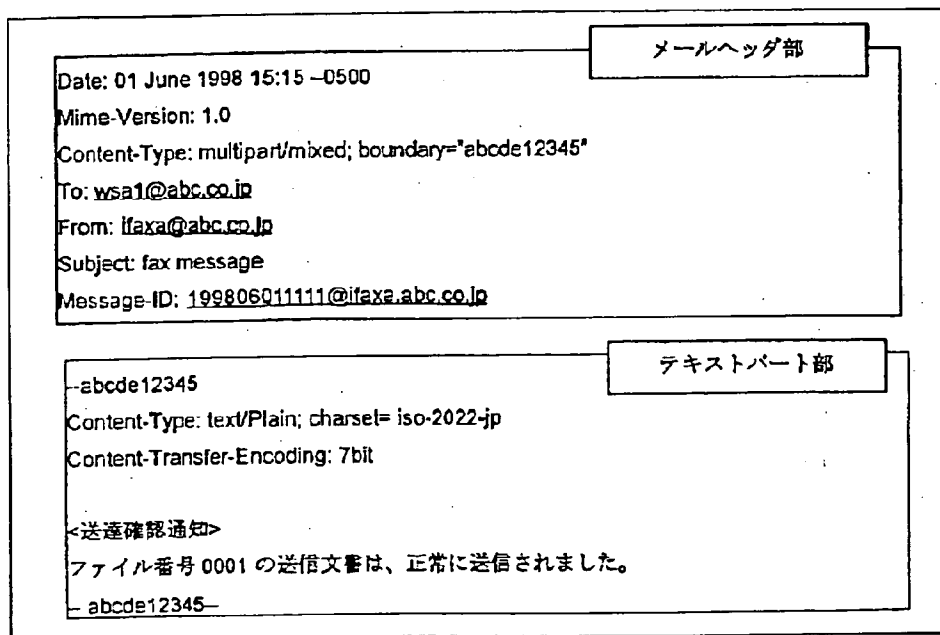 メールヘッダ部
Date: 01 June 1998 15:15 –0500
Mime-Version: 1.0
Content-Type: multipart/mixed; boundary="abcde12345"
To: wsa1@abc.co.jp
From: ifaxa@abc.co.jp
Subject: fax message
Message-ID: 199806011111@ifaxa.abc.co.jp
テキストパート部
--abcde12345
Content-Type: text/Plain; charset= iso-2022-jp
Content-Transfer-Encoding: 7bit
<送達確認通知>
ファイル番号 0001 の送信文書は、正常に送信されました。
– abcde12345–